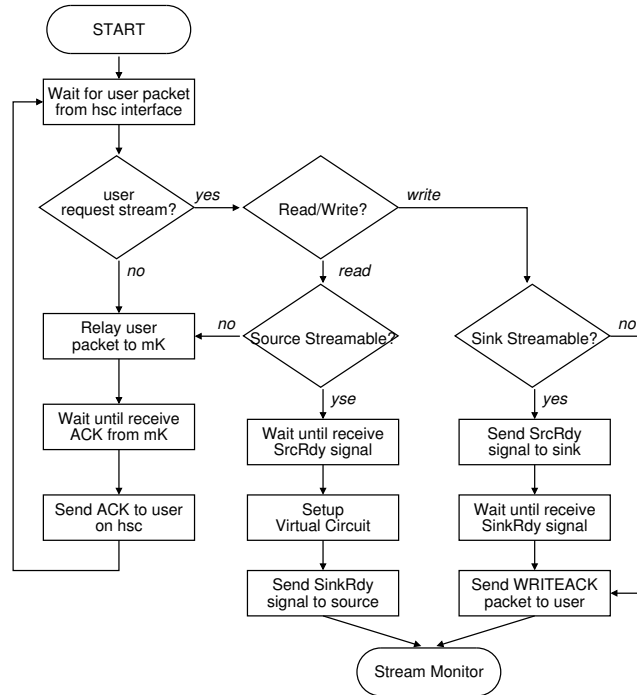 START
Wait for user packet
from hsc interface
user
request stream?
yes
Read/Write?
write
no
read
Relay user
packet to mK
no
Source Streamable?
Sink Streamable?
no
yse
yes
Wait until receive
ACK from mK
Wait until receive
SrcRdy signal
Send SrcRdy
signal to sink
Send ACK to user
on hsc
Setup
Virtual Circuit
Wait until receive
SinkRdy signal
Send SinkRdy
signal to source
Send WRITEACK
packet to user
Stream Monitor